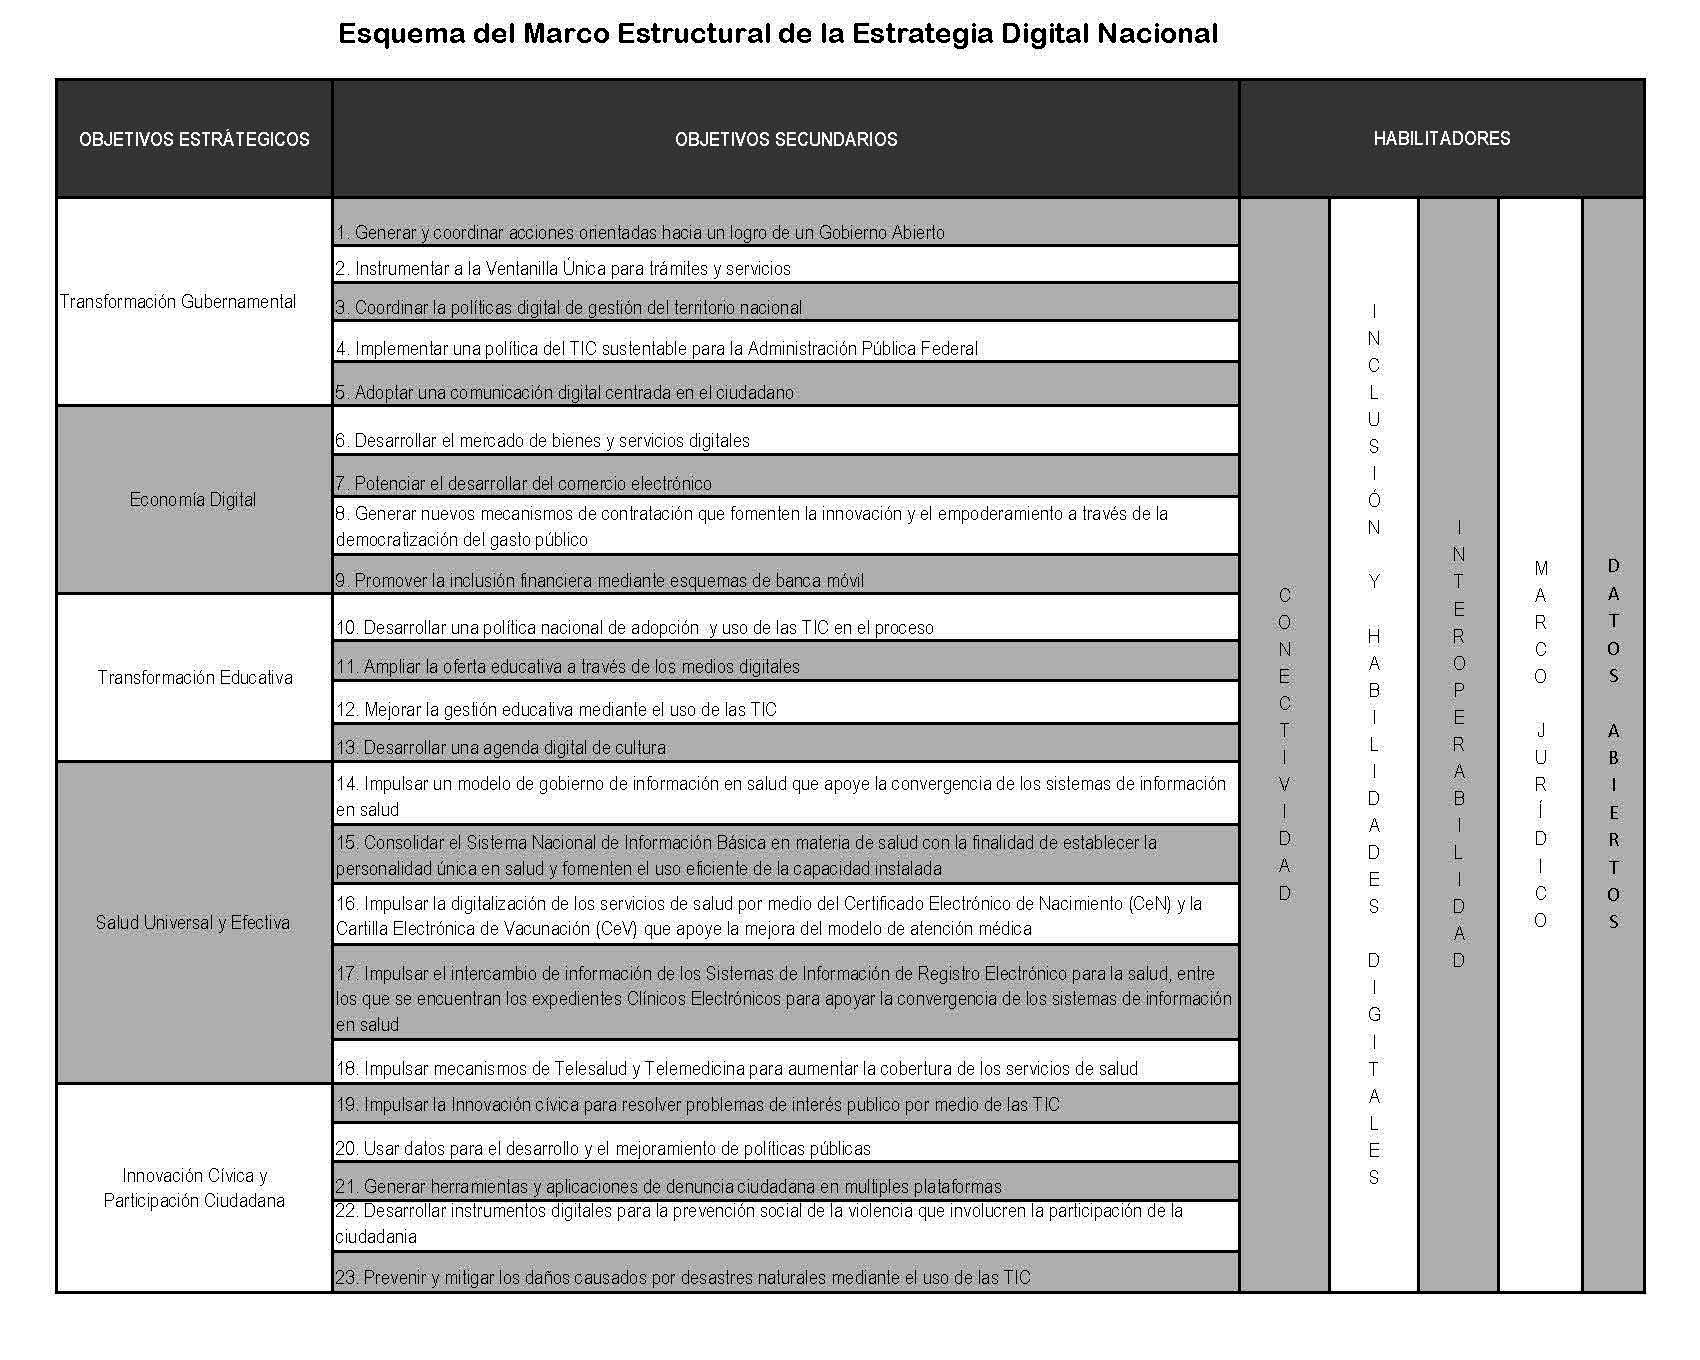 Esquema del Marco Estructural de la Estrategia Digital Nacional
OBJETIVOS ESTRÁTEGICOS
OBJETIVOS SECUNDARIOS
HABILITADORES
Transformación Gubernamental
1. Generar y coordinar acciones orientadas hacia un logro de un Gobierno Abierto
2. Instrumentar a la Ventanilla Única para trámites y servicios
3. Coordinar la políticas digital de gestión del territorio nacional
4. Implementar una política del TIC sustentable para la Administración Pública Federal
5. Adoptar una comunicación digital centrada en el ciudadano
Economía Digital
6. Desarrollar el mercado de bienes y servicios digitales
7. Potenciar el desarrollar del comercio electrónico
8. Generar nuevos mecanismos de contratación que fomenten la innovación y el empoderamiento a través de la
democratización del gasto público
9. Promover la inclusión financiera mediante esquemas de banca móvil
Transformación Educativa
10. Desarrollar una política nacional de adopción  y uso de las TIC en el proceso
11. Ampliar la oferta educativa a través de los medios digitales
12. Mejorar la gestión educativa mediante el uso de las TIC
13. Desarrollar una agenda digital de cultura
Salud Universal y Efectiva
14. Impulsar un modelo de gobierno de información en salud que apoye la convergencia de los sistemas de información
en salud
15. Consolidar el Sistema Nacional de Información Básica en materia de salud con la finalidad de establecer la
personalidad única en salud y fomenten el uso eficiente de la capacidad instalada
16. Impulsar la digitalización de los servicios de salud por medio del Certificado Electrónico de Nacimiento (CeN) y la
Cartilla Electrónica de Vacunación (CeV) que apoye la mejora del modelo de atención médica
17. Impulsar el intercambio de información de los Sistemas de Información de Registro Electrónico para la salud, entre
los que se encuentran los expedientes Clínicos Electrónicos para apoyar la convergencia de los sistemas de información
en salud
18. Impulsar mecanismos de Telesalud y Telemedicina para aumentar la cobertura de los servicios de salud
Innovación Cívica y
Participación Ciudadana
19. Impulsar la Innovación cívica para resolver problemas de interés publico por medio de las TIC
20. Usar datos para el desarrollo y el mejoramiento de políticas públicas
21. Generar herramientas y aplicaciones de denuncia ciudadana en multiples plataformas
22. Desarrollar instrumentos digitales para la prevención social de la violencia que involucren la participación de la
ciudadania
23. Prevenir y mitigar los daños causados por desastres naturales mediante el uso de las TIC
CONECTIVIDAD
INCLUSIÓN Y HABILIDADES DIGITALES
INTEROPERABILIDAD
MARCO JURÍDICO
DATOS ABIERTOS